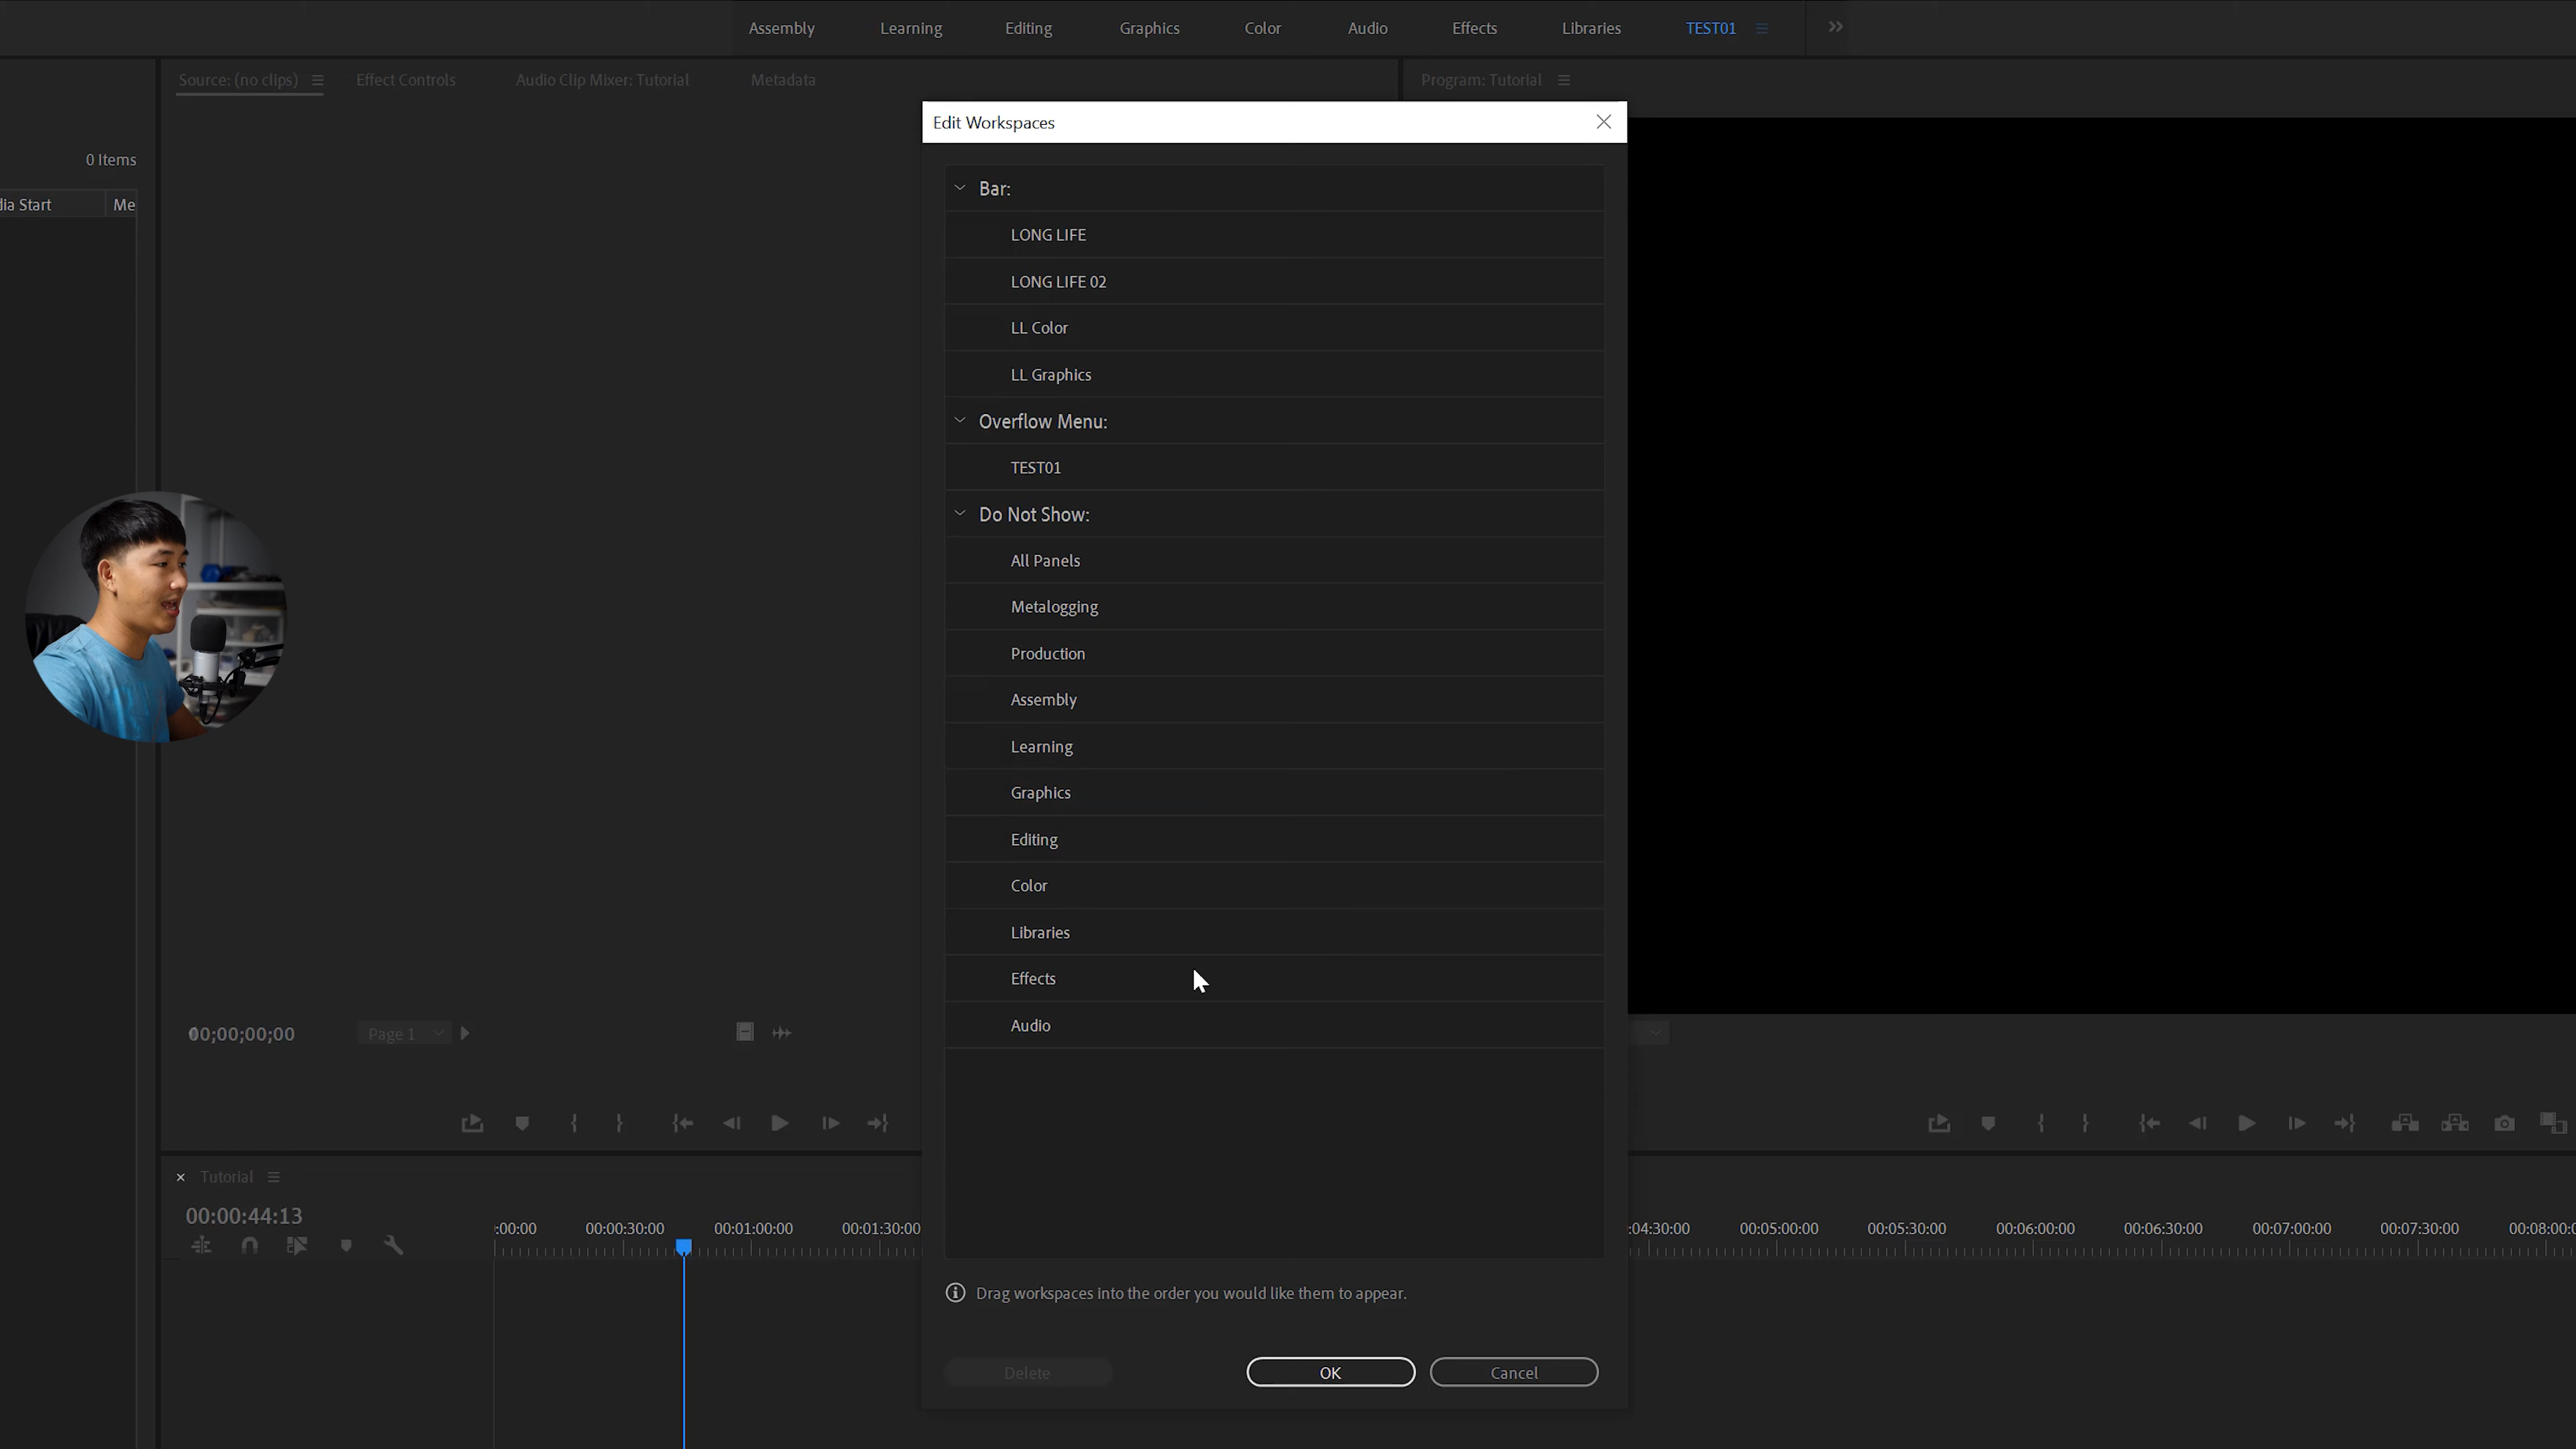 Assembly Learning Editing Graphics Color Audio Effects Libraries TEST01
Source: (no clips) Effect Controls Audio Clip Mixer: Tutorial Metadata Program: Tutorial
Edit Workspaces
0 Items
dia Start Me
Bar:
LONG LIFE
LONG LIFE 02
LL Color
LL Graphics
Overflow Menu:
TEST01
Do Not Show:
All Panels
Metalogging
Production
Assembly
Learning
Graphics
Editing
Color
Libraries
Effects
Audio
00;00;00;00 Page 1
Tutorial
00:00:44:13
:00:00 00:00:30:00 00:01:00:00 00:01:30:00 :04:30:00 00:05:00:00 00:05:30:00 00:06:00:00 00:06:30:00 00:07:00:00 00:07:30:00 00:08:00:0
Drag workspaces into the order you would like them to appear.
Delete OK Cancel